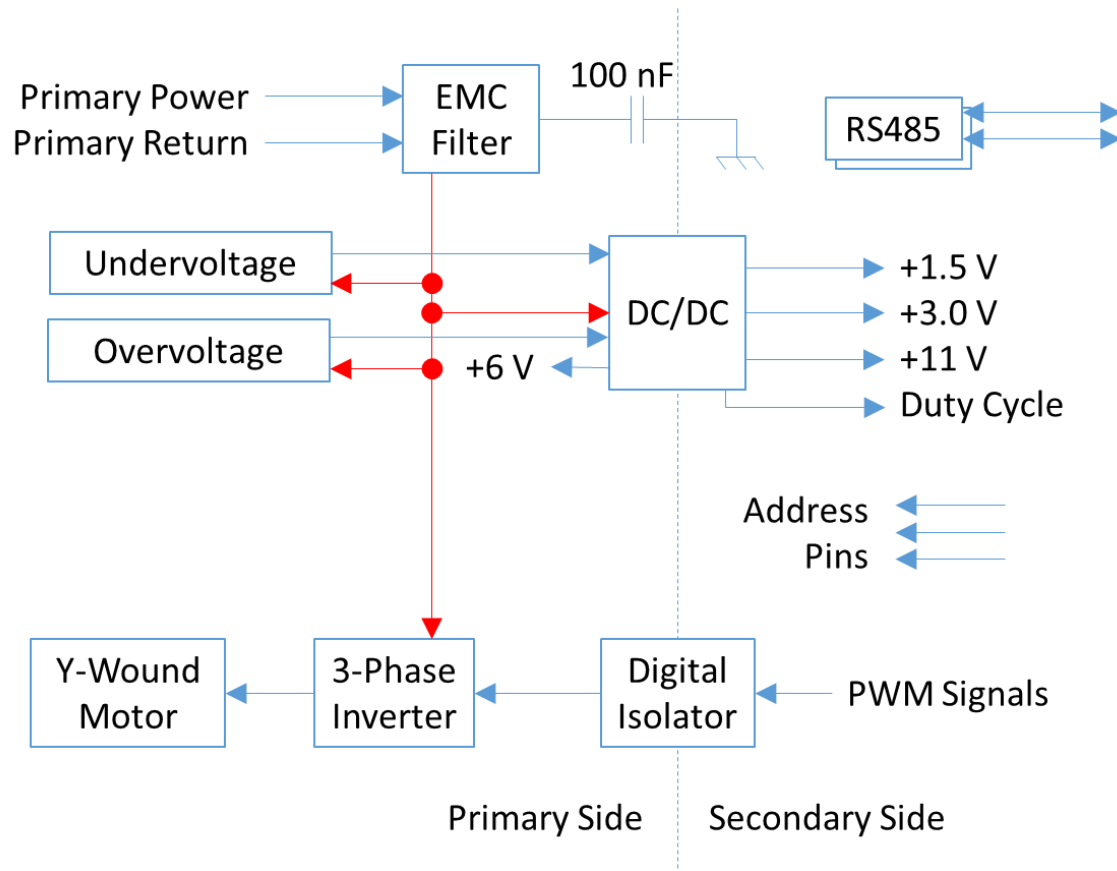 100 nF
Primary Power
Primary Return
EMC
Filter
RS485
Undervoltage
Overvoltage
DC/DC
+6 V
+1.5 V
+3.0 V
+11 V
Duty Cycle
Address
Pins
Y-Wound
Motor
3-Phase
Inverter
Digital
Isolator
PWM Signals
Primary Side
Secondary Side